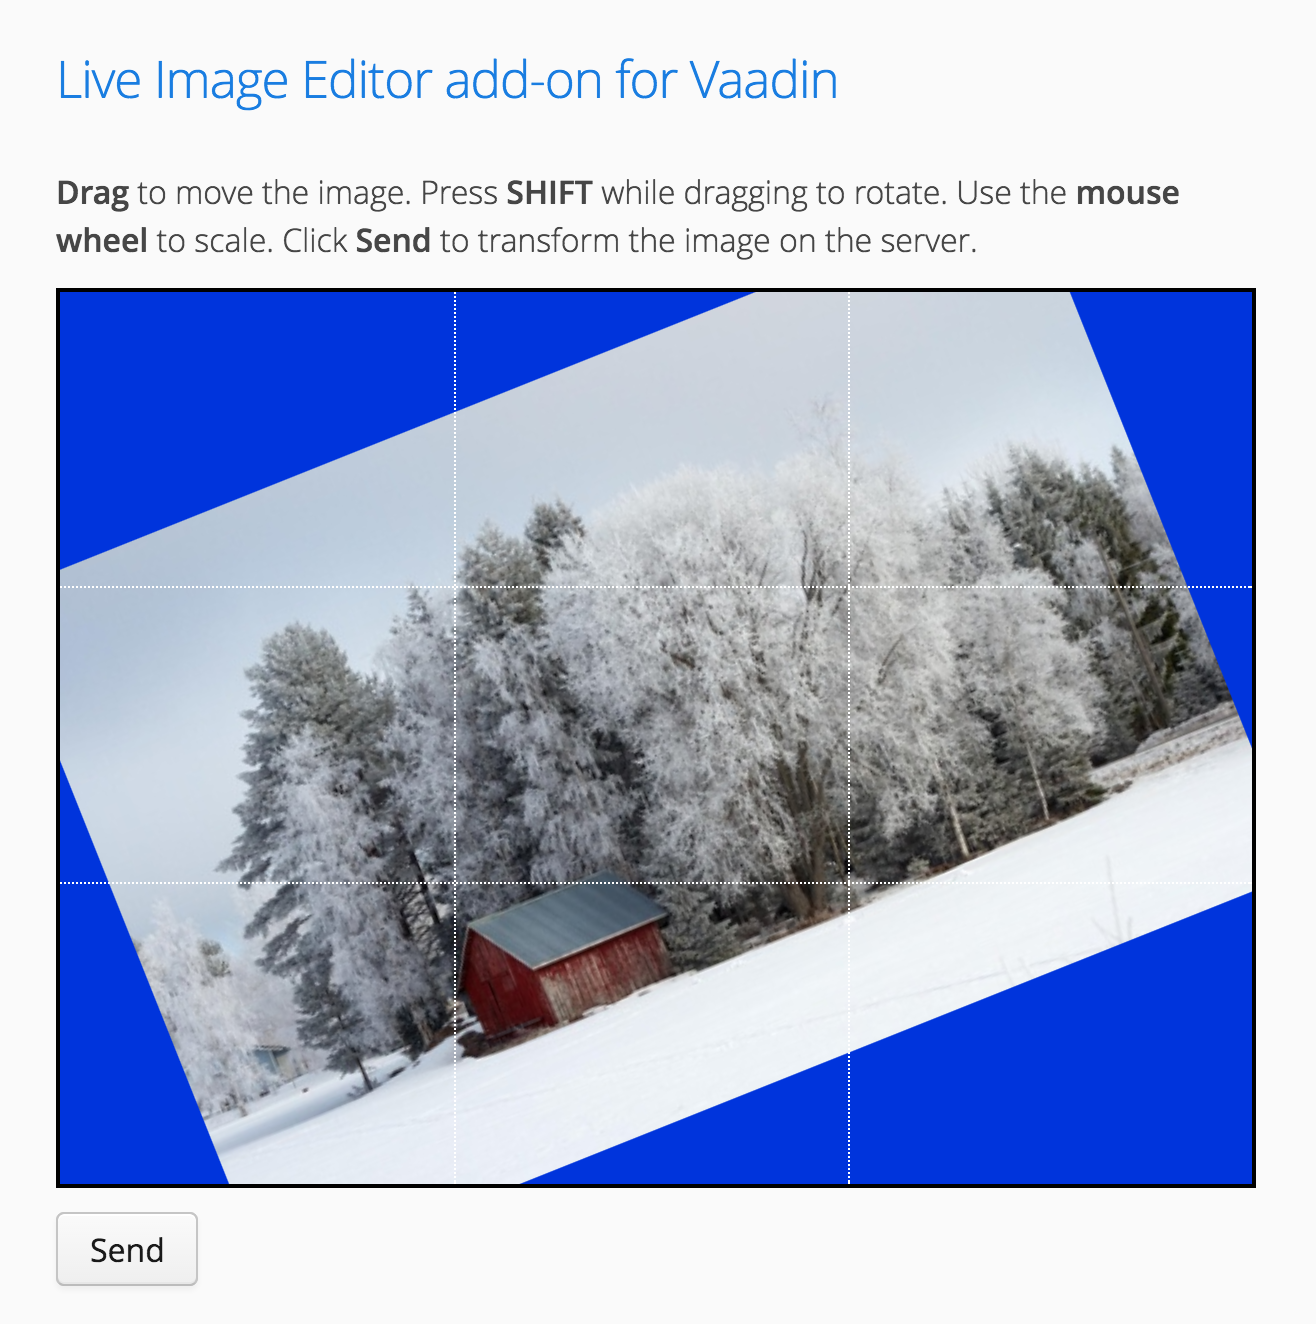 Live Image Editor add-on for Vaadin
Drag to move the image. Press SHIFT while dragging to rotate. Use the mouse
wheel to scale. Click Send to transform the image on the server.
Send